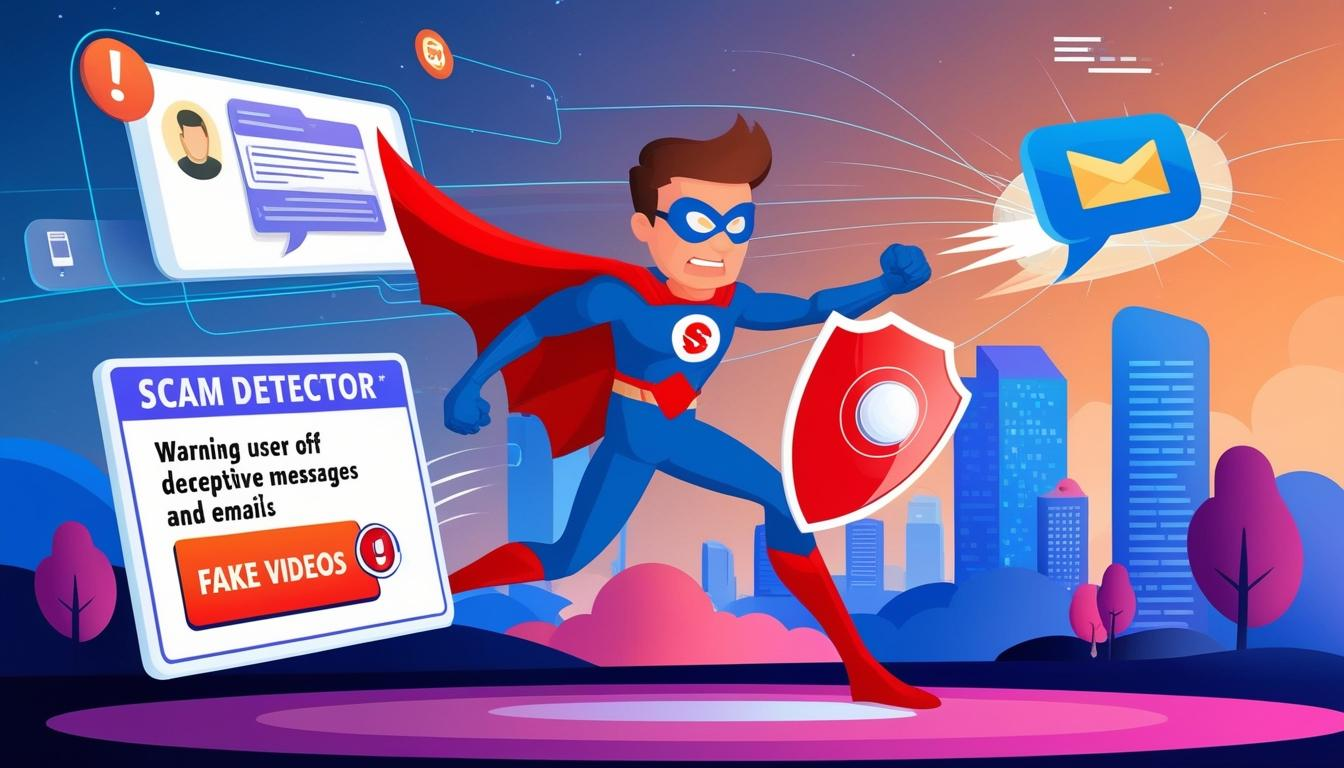 SCAM DETECTOR
Warning user off
deceptive messages
and emails
FAKE VIDEOS
S